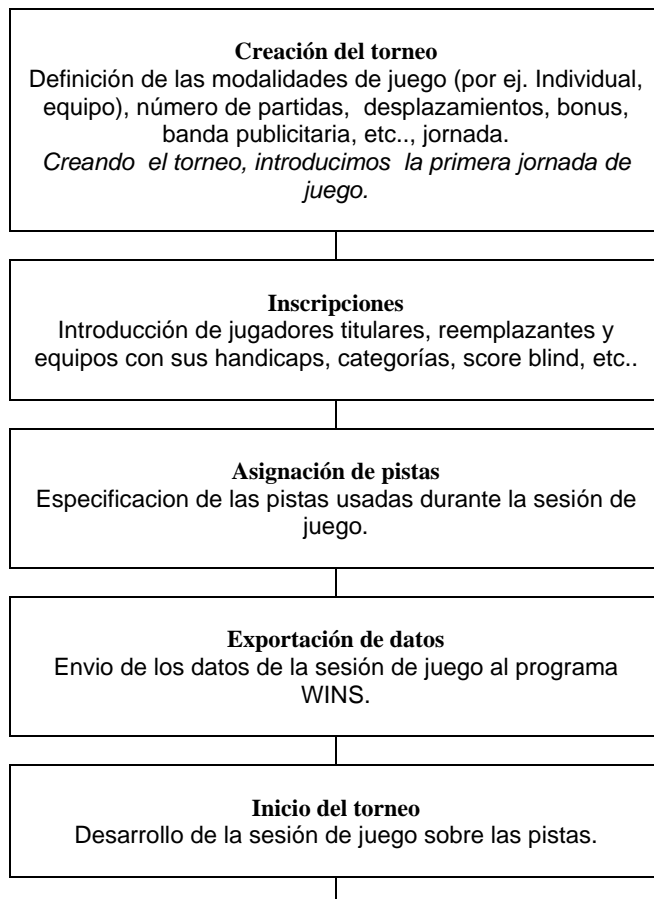 Creación del torneo
Definición de las modalidades de juego (por ej. Individual,
equipo), número de partidas, desplazamientos, bonus,
banda publicitaria, etc.., jornada.
Creando el torneo, introducimos la primera jornada de
juego.
Inscripciones
Introducción de jugadores titulares, reemplazantes y
equipos con sus handicaps, categorías, score blind, etc..
Asignación de pistas
Especificacion de las pistas usadas durante la sesión de
juego.
Exportación de datos
Envio de los datos de la sesión de juego al programa
WINS.
Inicio del torneo
Desarrollo de la sesión de juego sobre las pistas.